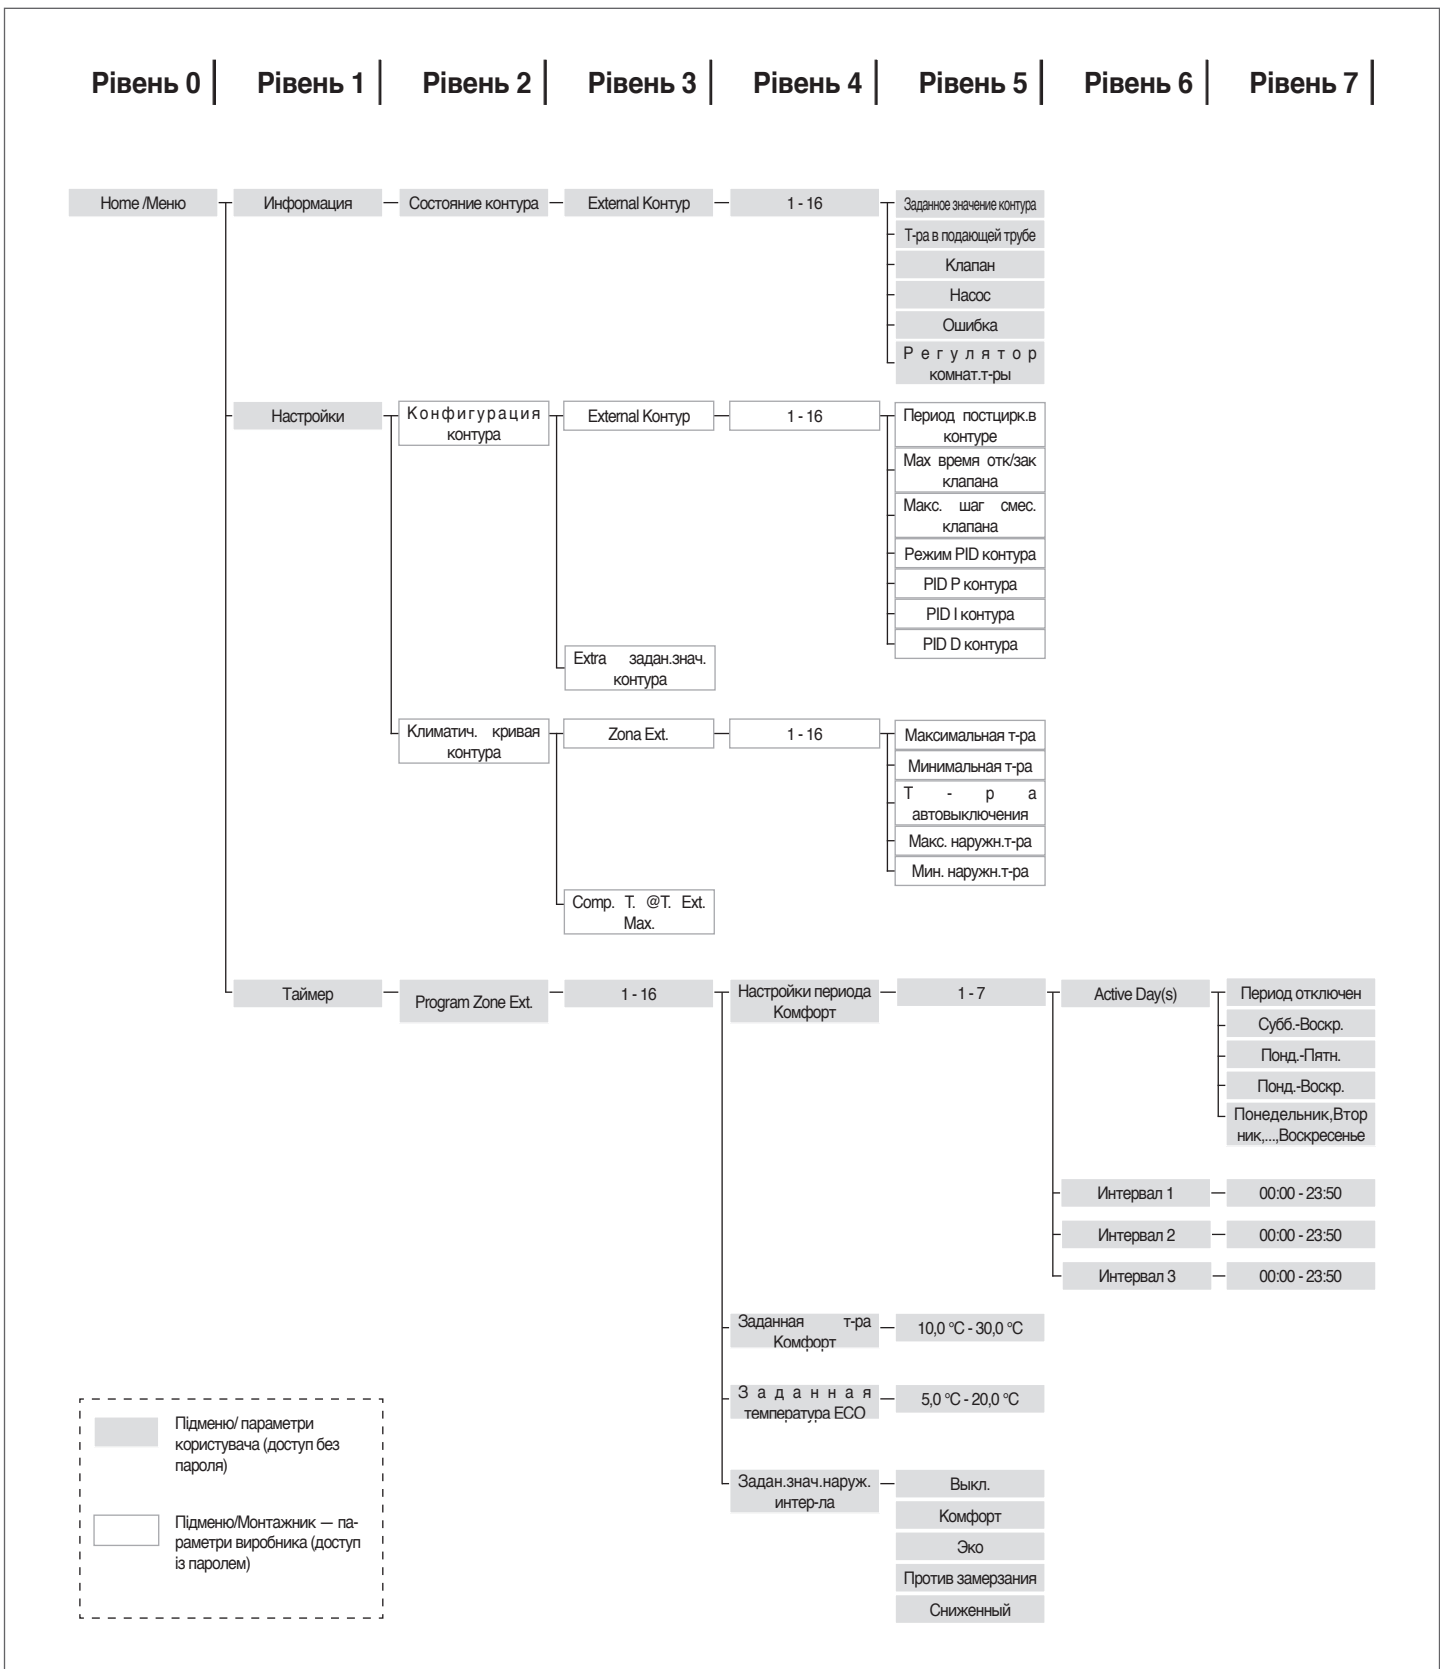 Рівень 0
Рівень 1
Рівень 2
Рівень 3
Рівень 4
Рівень 5
Рівень 6
Рівень 7
Home /Меню
Информация
Состояние контура
External Контур
1 - 16
Заданное значение контура
Т-ра в подающей трубе
Клапан
Насос
Ошибка
Регулятор
комнат.т-ры
Настройки
Конфигурация
контура
External Контур
1 - 16
Период постцирк.в
контуре
Max время отк/зак
клапана
Макс. шаг смес.
клапана
Режим PID контура
PID P контура
PID I контура
PID D контура
Extra задан.знач.
контура
Климатич. кривая
контура
Zona Ext.
1 - 16
Максимальная т-ра
Минимальная т-ра
Т - ра
автовыключения
Макс. наружн.т-ра
Мин. наружн.т-ра
Comp. T. @T. Ext.
Max.
Таймер
Program Zone Ext.
1 - 16
Настройки периода
Комфорт
1 - 7
Active Day(s)
Период отключен
Субб.-Воскр.
Понд.-Пятн.
Понд.-Воскр.
Понедельник,Втор
ник,...,Воскресенье
Интервал 1
00:00 - 23:50
Интервал 2
00:00 - 23:50
Интервал 3
00:00 - 23:50
Заданная т-ра
Комфорт
10,0 °C - 30,0 °C
Заданная
температура ECO
5,0 °C - 20,0 °C
Задан.знач.наруж.
интер-ла
Выкл.
Комфорт
Эко
Против замерзания
Сниженный
Підменю/ параметри
користувача (доступ без
пароля)
Підменю/Монтажник — па-
раметри виробника (доступ
із паролем)